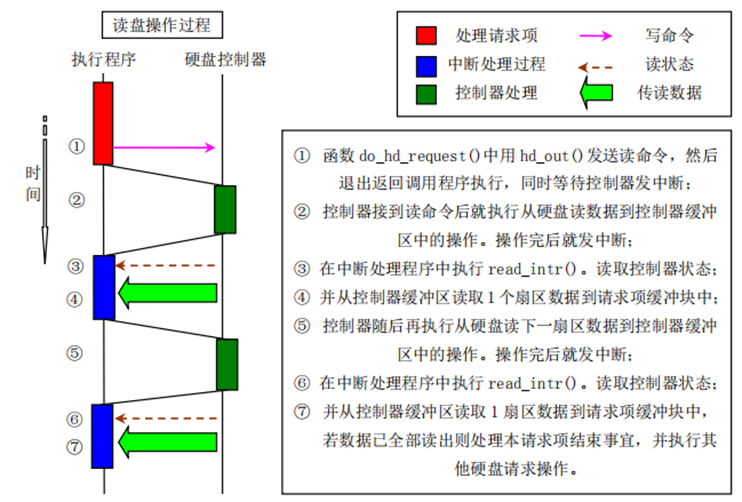 读盘操作过程
执行程序
硬盘控制器
处理请求项
写命令
中断处理过程
读状态
控制器处理
传读数据
时
间
①
②
③
④
⑤
⑥
⑦
① 函数 do_hd_request()中用 hd_out()发送读命令，然后
退出返回调用程序执行，同时等待控制器发中断；
② 控制器接到读命令后就执行从硬盘读数据到控制器缓冲
区中的操作。操作完后就发中断；
③ 在中断处理程序中执行 read_intr()。读取控制器状态；
④ 并从控制器缓冲区读取 1 个扇区数据到请求项缓冲块中；
⑤ 控制器随后再执行从硬盘读下一扇区数据到控制器缓冲
区中的操作。操作完后就发中断；
⑥ 在中断处理程序中执行 read_intr()。读取控制器状态；
⑦ 并从控制器缓冲区读取 1 扇区数据到请求项缓冲块中，
若数据已全部读出则处理本请求项结束事宜，并执行其
他硬盘请求操作。